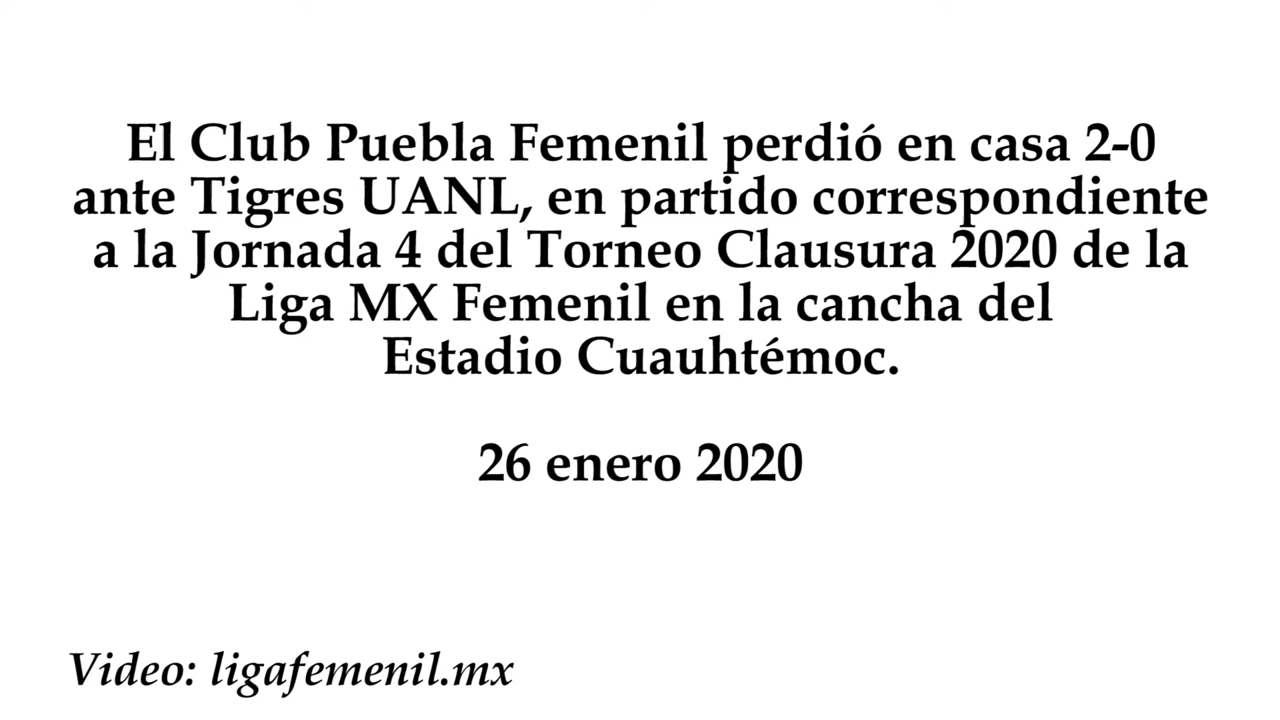 El Club Puebla Femenil perdió en casa 2-0
ante Tigres UANL, en partido correspondiente
a la Jornada 4 del Torneo Clausura 2020 de la
Liga MX Femenil en la cancha del
Estadio Cuauhtémoc.
26 enero 2020
Video: ligafemenil.mx